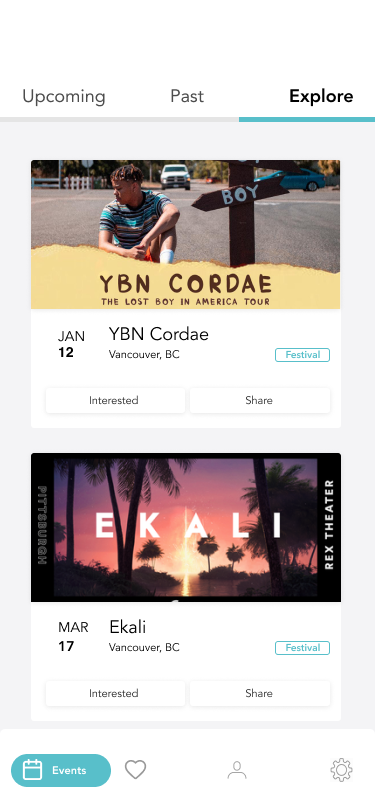 Upcoming
Past
Explore
BOY
YBN CORDAE
THE LOST BOY IN AMERICA TOUR
JAN
12
YBN Cordae
Vancouver, BC
Festival
Interested
Share
PITTSBURGH
EKALI
REX THEATER
MAR
17
Ekali
Vancouver, BC
Festival
Interested
Share
Events